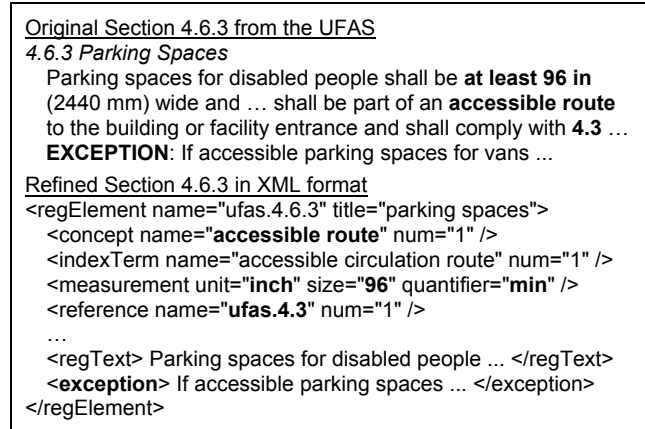 Original Section 4.6.3 from the UFAS
4.6.3 Parking Spaces
Parking spaces for disabled people shall be at least 96 in
(2440 mm) wide and … shall be part of an accessible route
to the building or facility entrance and shall comply with 4.3 …
EXCEPTION: If accessible parking spaces for vans ...
Refined Section 4.6.3 in XML format
<regElement name="ufas.4.6.3" title="parking spaces">
<concept name="accessible route" num="1" />
<indexTerm name="accessible circulation route" num="1" />
<measurement unit="inch" size="96" quantifier="min" />
<reference name="ufas.4.3" num="1" />
…
<regText> Parking spaces for disabled people ... </regText>
<exception> If accessible parking spaces ... </exception>
</regElement>